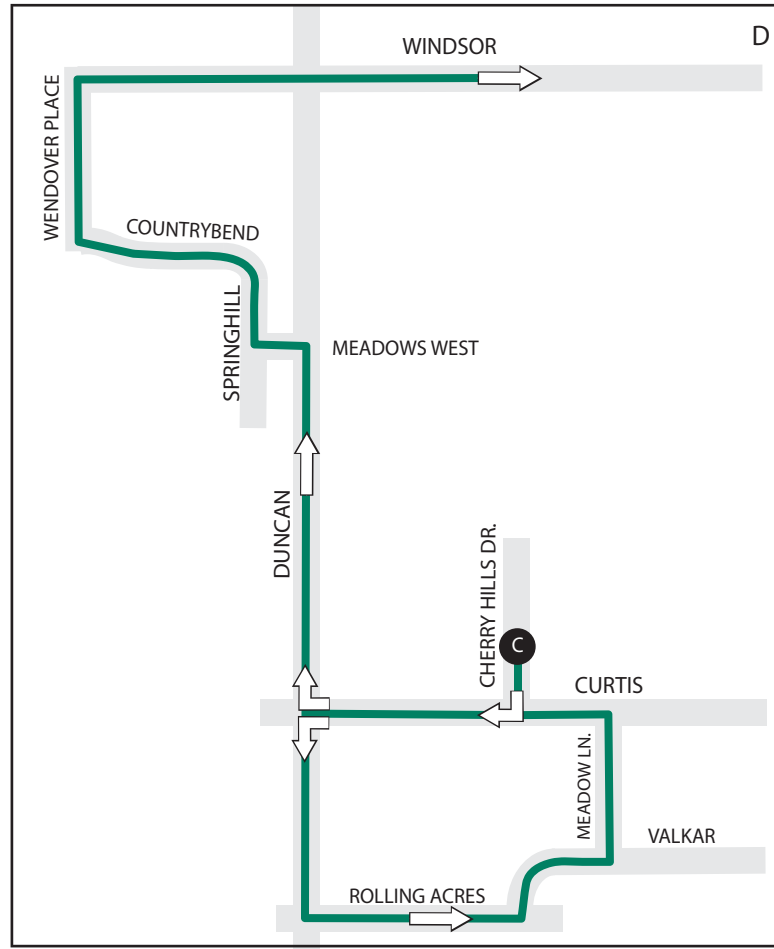 D
WINDSOR
WENDOVER PLACE
COUNTRYBEND
SPRINGHILL
MEADOWS WEST
DUNCAN
CHERRY HILLS DR.
C
CURTIS
MEADOW LN.
VALKAR
ROLLING ACRES